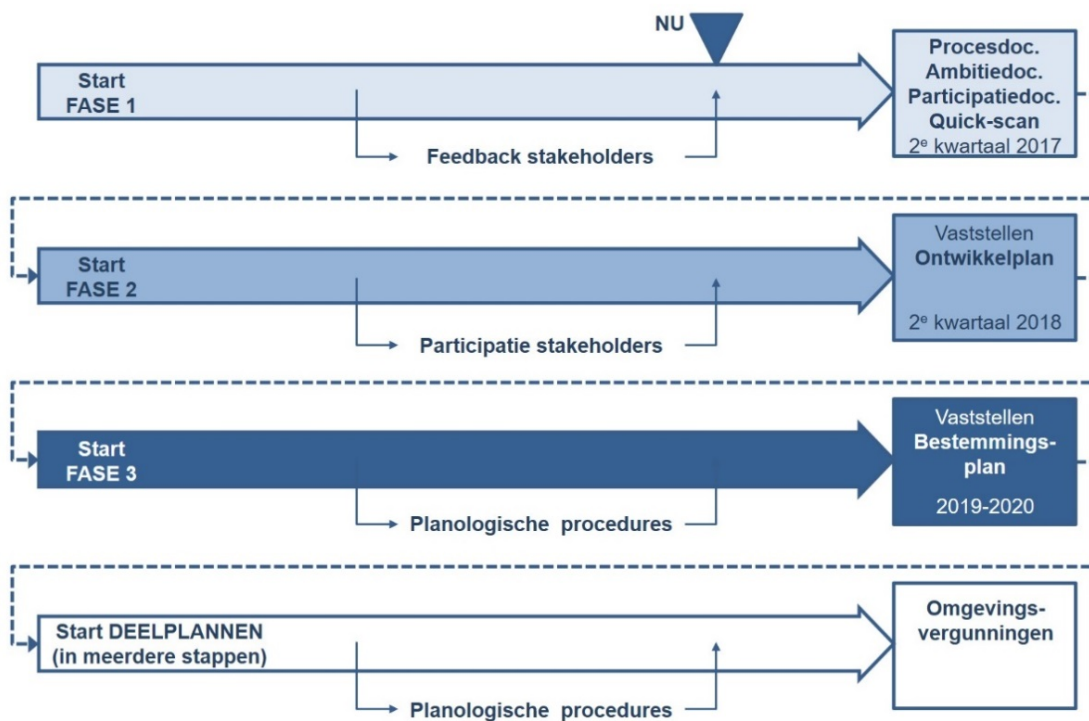 NU
Start
FASE 1
Feedback stakeholders
Procesdoc.
Ambitiedoc.
Participatiedoc.
Quick-scan
2e kwartaal 2017
Start
FASE 2
Participatie stakeholders
Vaststellen
Ontwikkelplan
2e kwartaal 2018
Start
FASE 3
Planologische procedures
Vaststellen
Bestemmings-
plan
2019-2020
Start DEELPLANNEN
(in meerdere stappen)
Planologische procedures
Omgevings-
vergunningen